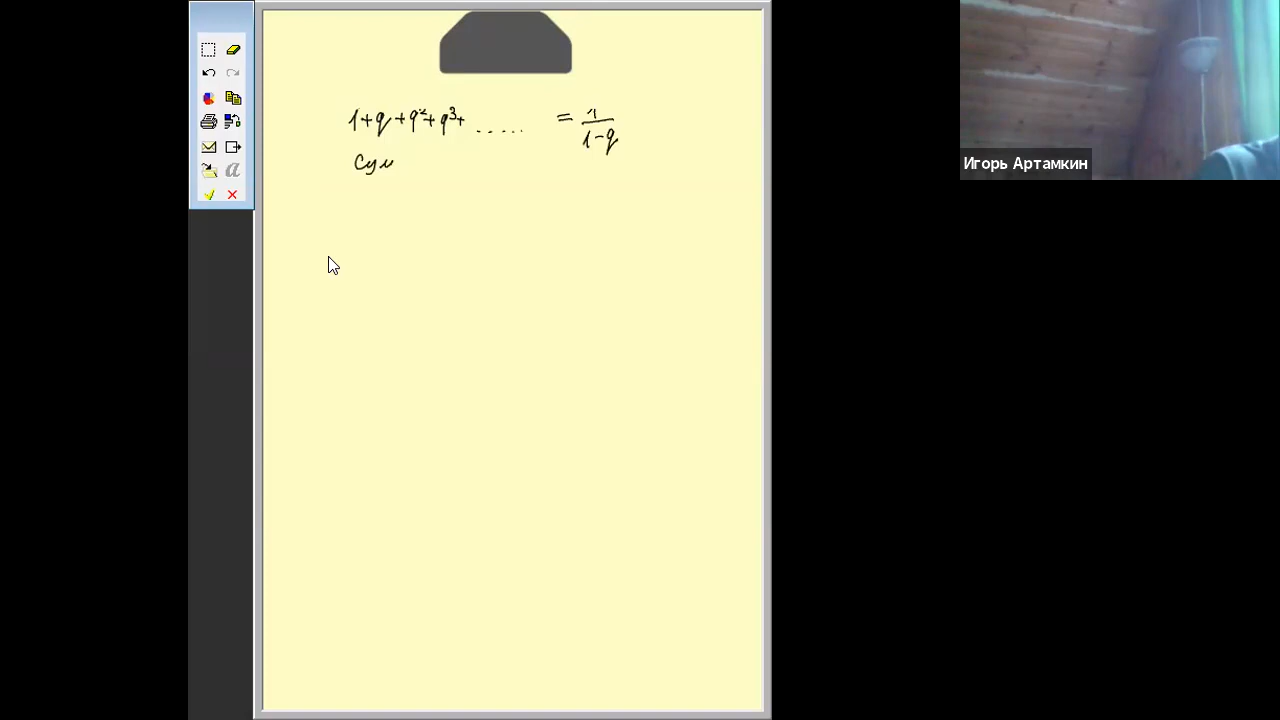 1+q+q²+q³+ ..... = 1/(1-q)
Сум
Игорь Артамкин